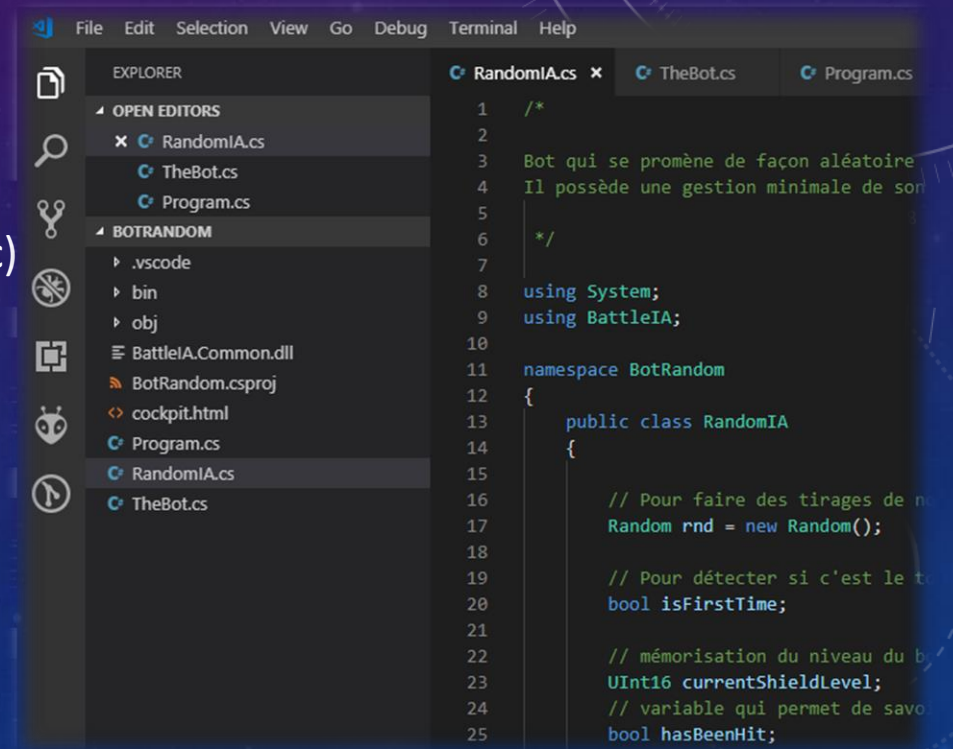 File Edit Selection View Go Debug Terminal Help
EXPLORER
OPEN EDITORS
RandomIA.cs
TheBot.cs
Program.cs
BOTRANDOM
.vscode
bin
obj
BattleIA.Common.dll
BotRandom.csproj
cockpit.html
Program.cs
RandomIA.cs
TheBot.cs
RandomIA.cs TheBot.cs Program.cs
1 /*
2
3 Bot qui se promène de façon aléatoire
4 Il possède une gestion minimale de son
5
6 */
7
8 using System;
9 using BattleIA;
10
11 namespace BotRandom
12 {
13 public class RandomIA
14 {
15
16 // Pour faire des tirages de
17 Random rnd = new Random();
18
19 // Pour détecter si c'est le
20 bool isFirstTime;
21
22 // mémorisation du niveau du
23 UInt16 currentShieldLevel;
24 // variable qui permet de
25 bool hasBeenHit;